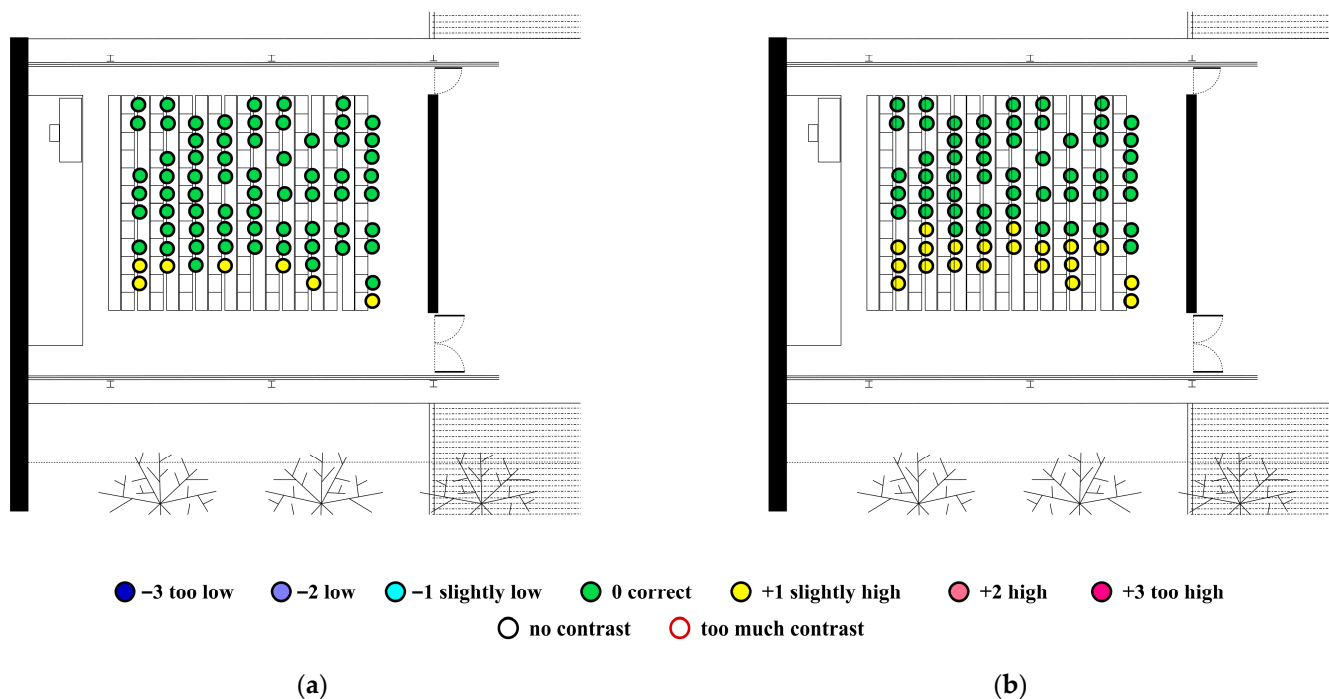 −3 too low −2 low −1 slightly low 0 correct +1 slightly high +2 high +3 too high
no contrast too much contrast
(a) (b)